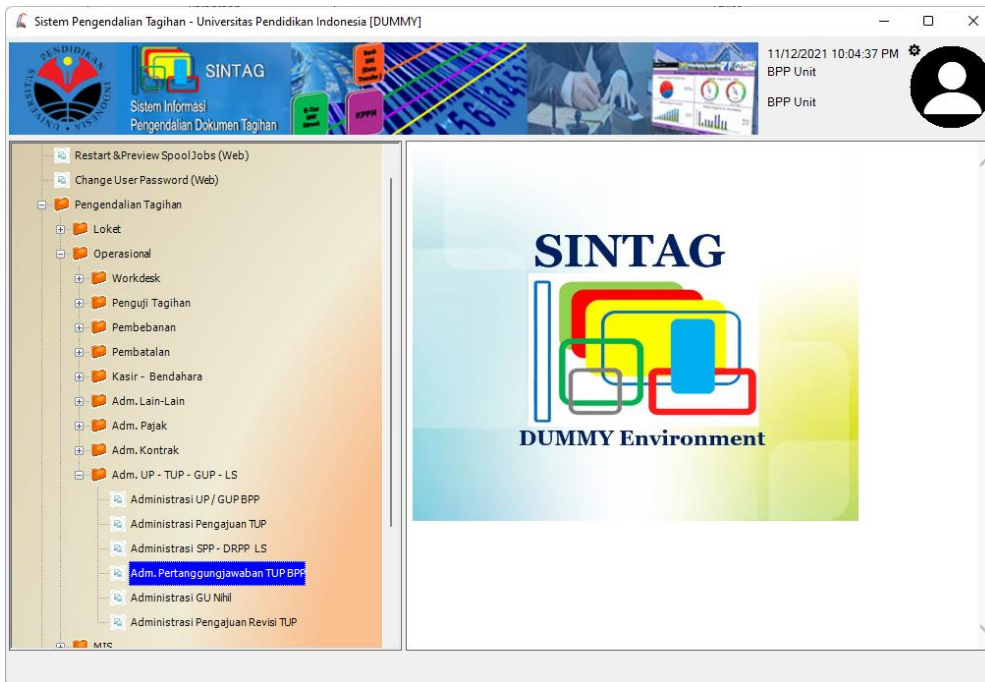 Sistem Pengendalian Tagihan - Universitas Pendidikan Indonesia [DUMMY]
SINTAG
Sistem Informasi
Pengendalian Dokumen Tagihan
KPPN
11/12/2021 10:04:37 PM
BPP Unit
BPP Unit
Restart &Preview SpoolJobs (Web)
Change User Password (Web)
Pengendalian Tagihan
Loket
Operasional
Workdesk
Penguji Tagihan
Pembebanan
Pembatalan
Kasir - Bendahara
Adm. Lain-Lain
Adm. Pajak
Adm. Kontrak
Adm. UP - TUP - GUP - LS
Administrasi UP / GUP BPP
Administrasi Pengajuan TUP
Administrasi SPP - DRPP LS
Adm. Pertanggungjawaban TUP BPP
Administrasi GU Nihil
Administrasi Pengajuan Revisi TUP
MIS
SINTAG
DUMMY Environment